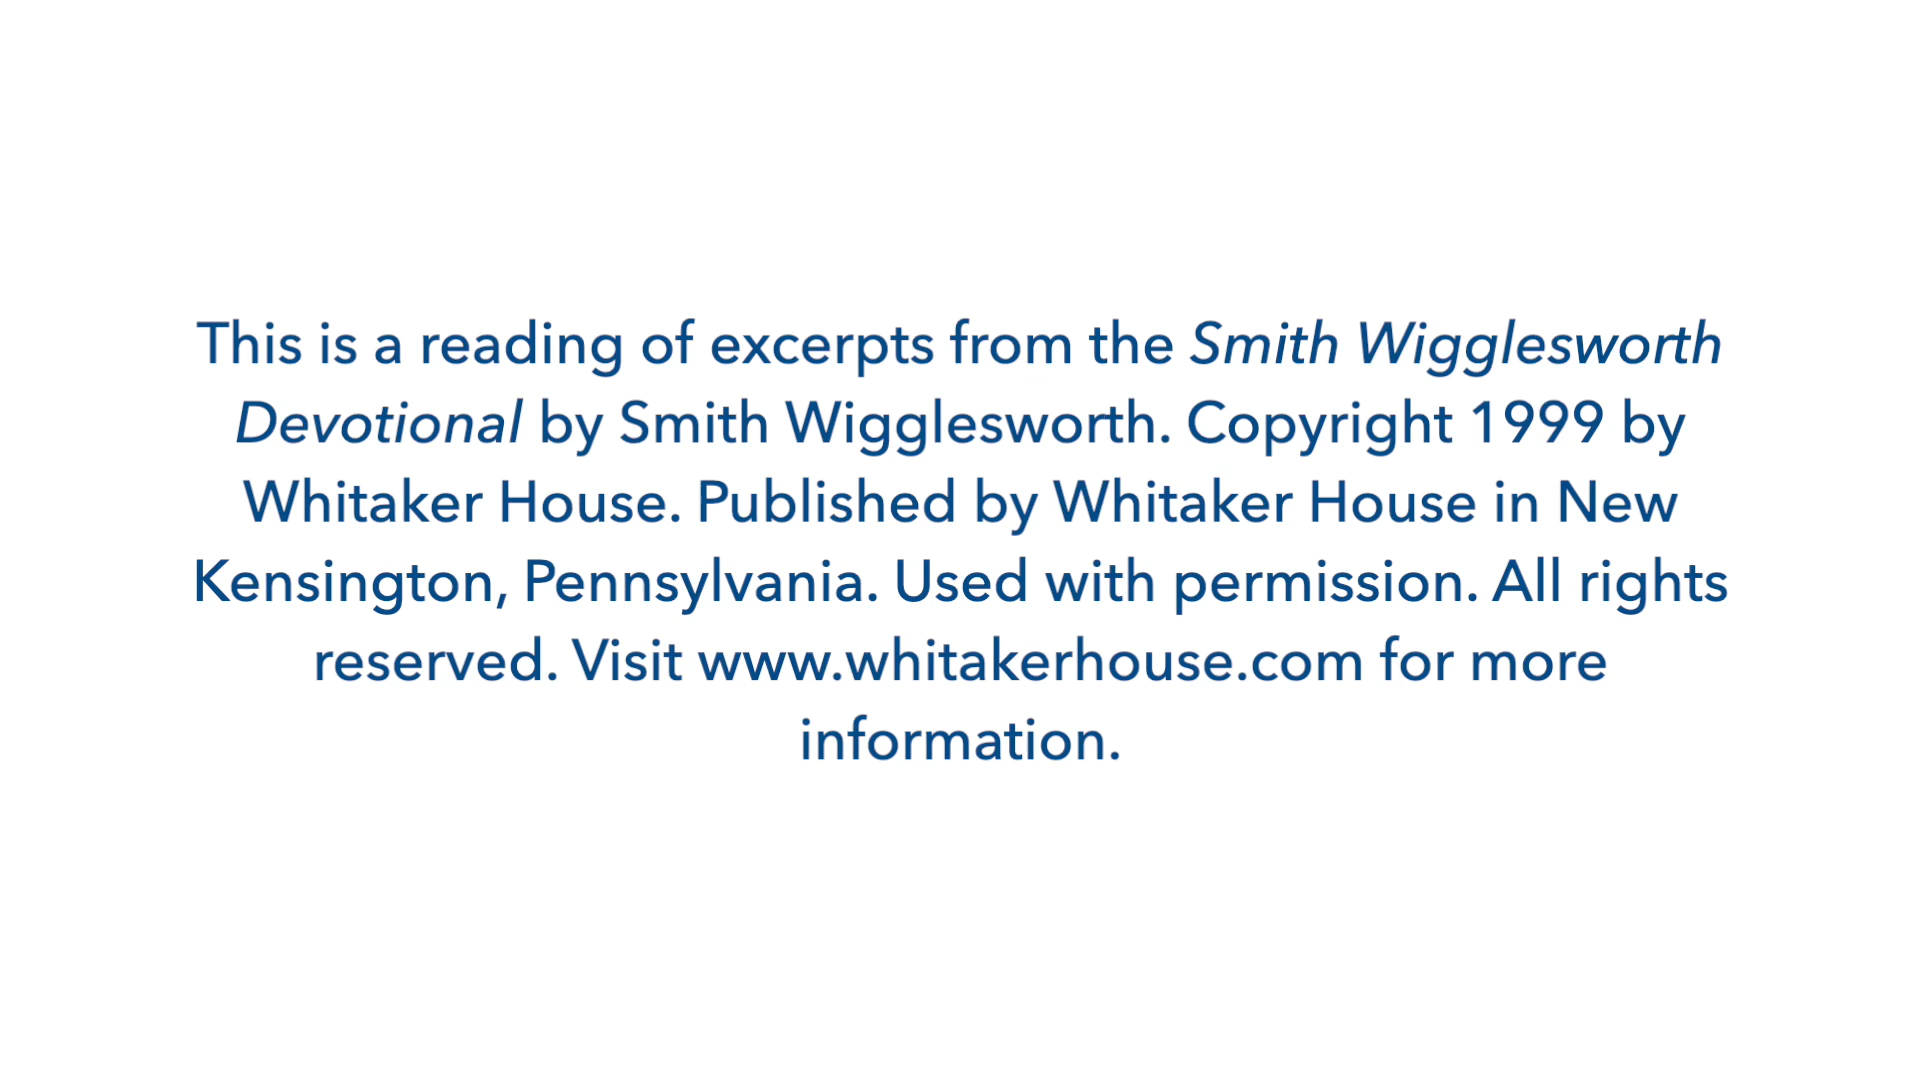 This is a reading of excerpts from the Smith Wigglesworth
Devotional by Smith Wigglesworth. Copyright 1999 by
Whitaker House. Published by Whitaker House in New
Kensington, Pennsylvania. Used with permission. All rights
reserved. Visit www.whitakerhouse.com for more
information.